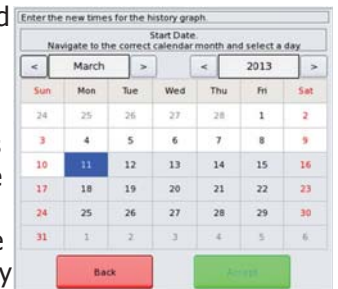 Enter the new times for the history graph.
Start Date.
Navigate to the correct calendar month and select a day
< March > < 2013 >
Sun Mon Tue Wed Thu Fri Sat
24 25 26 27 28 1 2
3 4 5 6 7 8 9
10 11 12 13 14 15 16
17 18 19 20 21 22 23
24 25 26 27 28 29 30
31 1 2 3 4 5 6
Back Accept